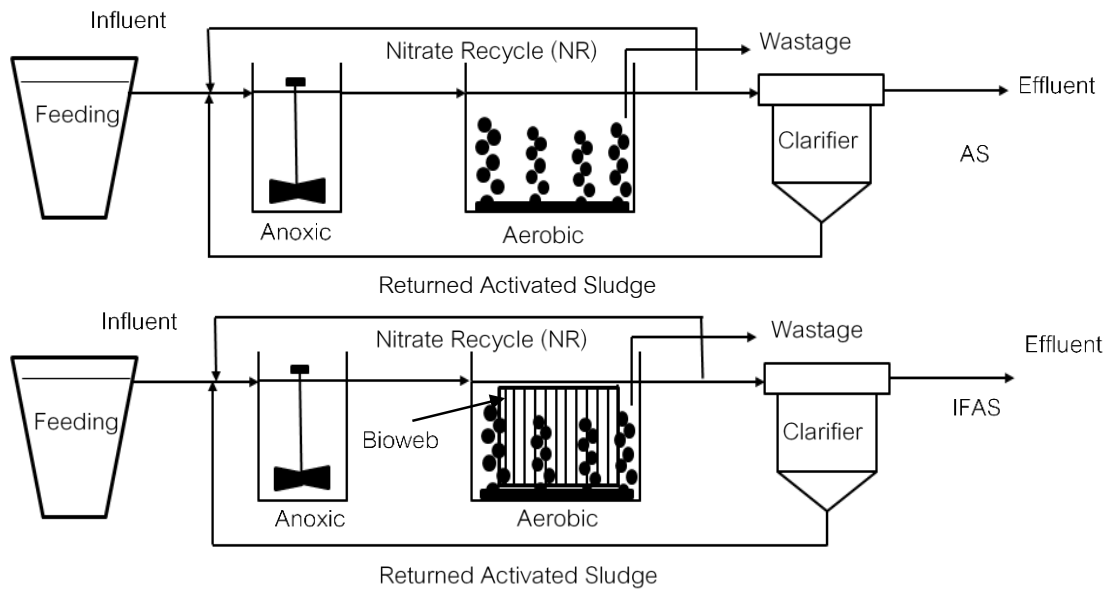 Influent
Nitrate Recycle (NR)
Wastage
Effluent
Feeding
Clarifier
AS
Anoxic
Aerobic
Returned Activated Sludge
Influent
Nitrate Recycle (NR)
Wastage
Effluent
Feeding
Bioweb
Clarifier
IFAS
Anoxic
Aerobic
Returned Activated Sludge